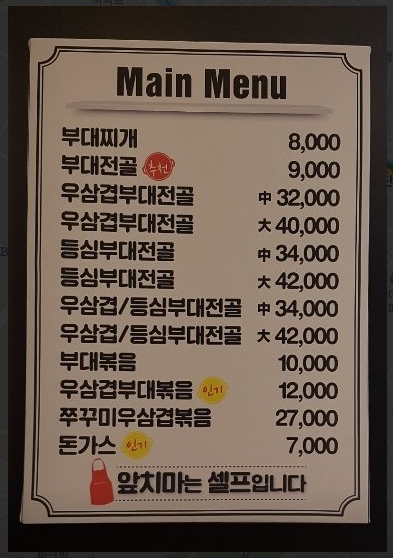 Main Menu
부대찌개 8,000
부대전골 추천 9,000
우삼겹부대전골 中 32,000
우삼겹부대전골 大 40,000
등심부대전골 中 34,000
등심부대전골 大 42,000
우삼겹/등심부대전골 中 34,000
우삼겹/등심부대전골 大 42,000
부대볶음 10,000
우삼겹부대볶음 인기 12,000
쭈꾸미우삼겹볶음 27,000
돈가스 인기 7,000
앞치마는 셀프입니다